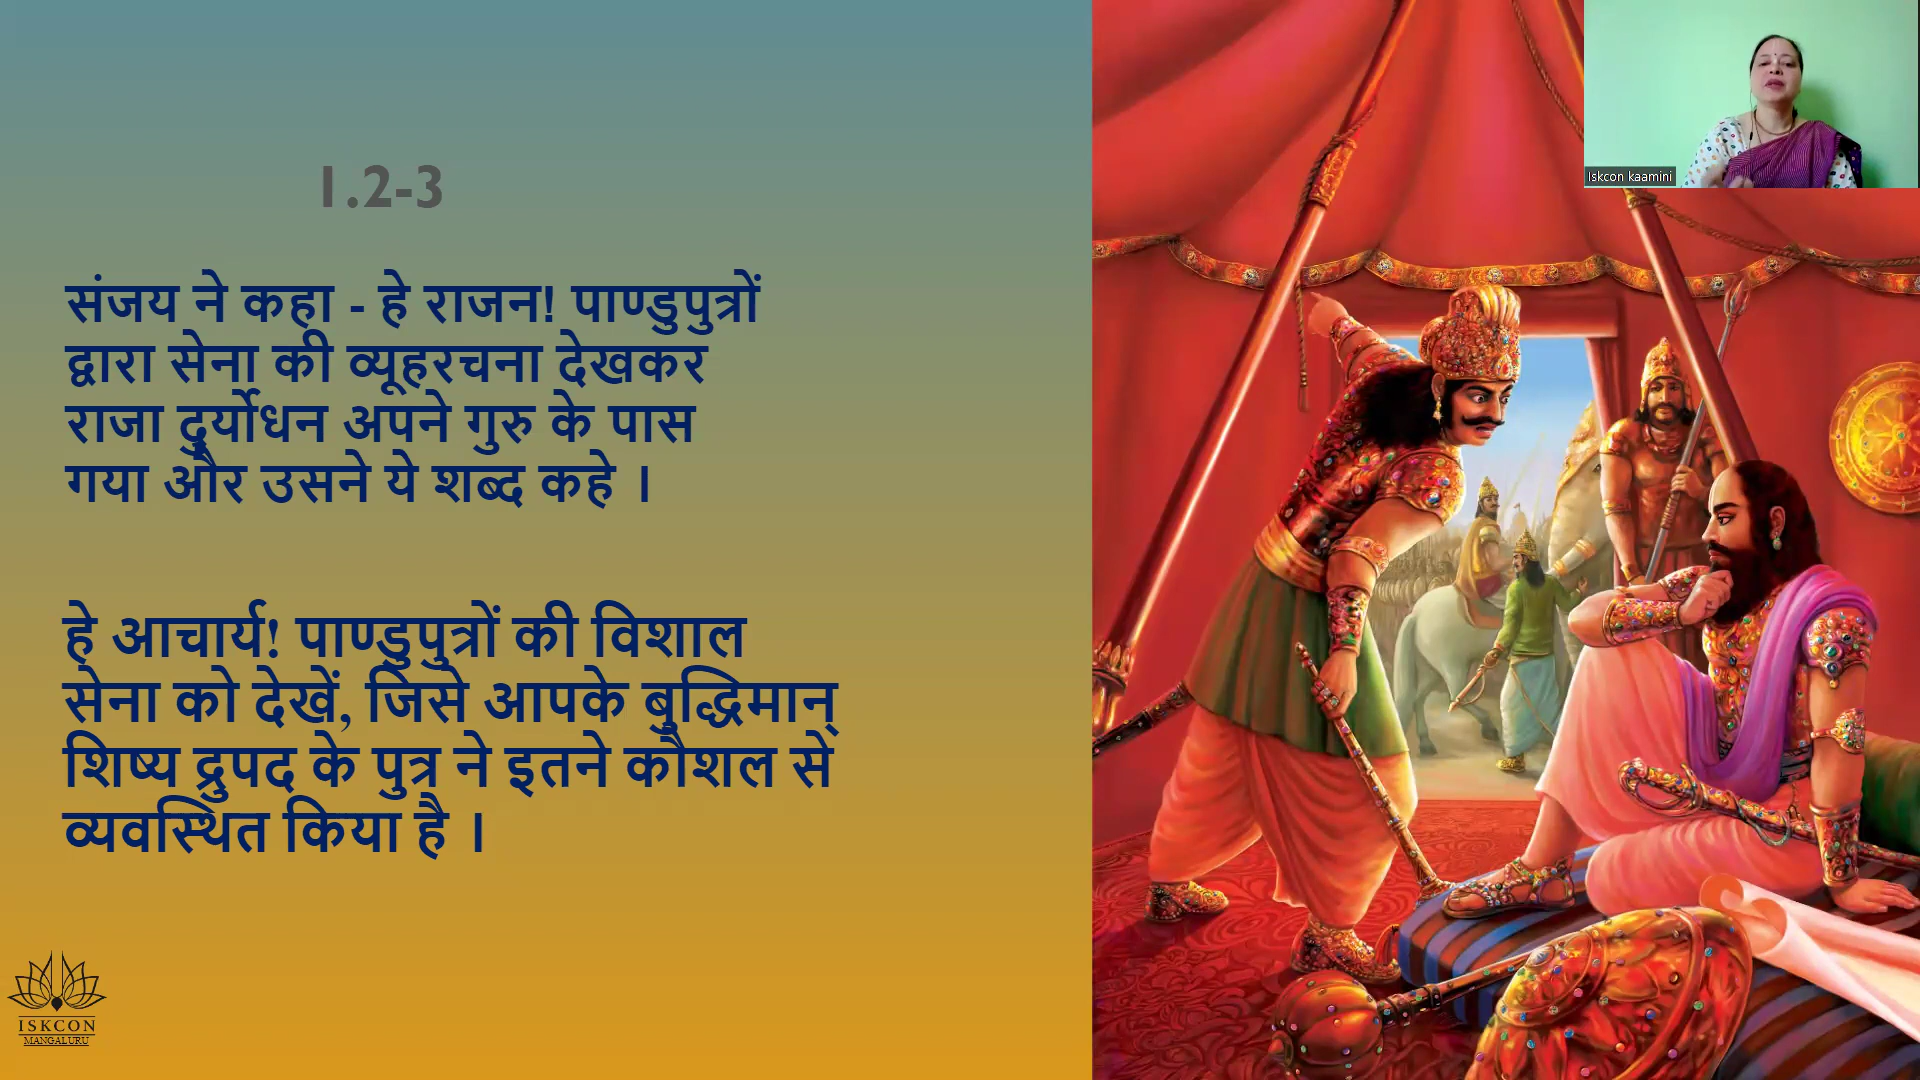 1.2-3
संजय ने कहा - हे राजन! पाण्डुपुत्रों
द्वारा सेना की व्यूहरचना देखकर
राजा दुर्योधन अपने गुरु के पास
गया और उसने ये शब्द कहे ।
हे आचार्य! पाण्डुपुत्रों की विशाल
सेना को देखें, जिसे आपके बुद्धिमान्
शिष्य द्रुपद के पुत्र ने इतने कौशल से
व्यवस्थित किया है ।
Iskcon kaamini
ISKCON
MANGALURU